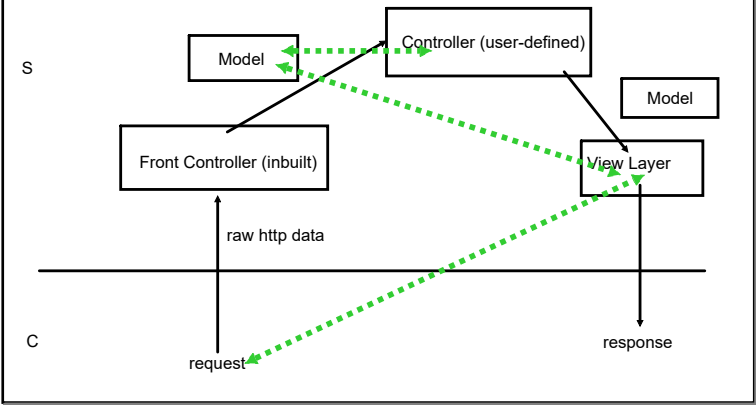 Controller (user-defined)
S
Model
Model
Front Controller (inbuilt)
View Layer
raw http data
C
response
request